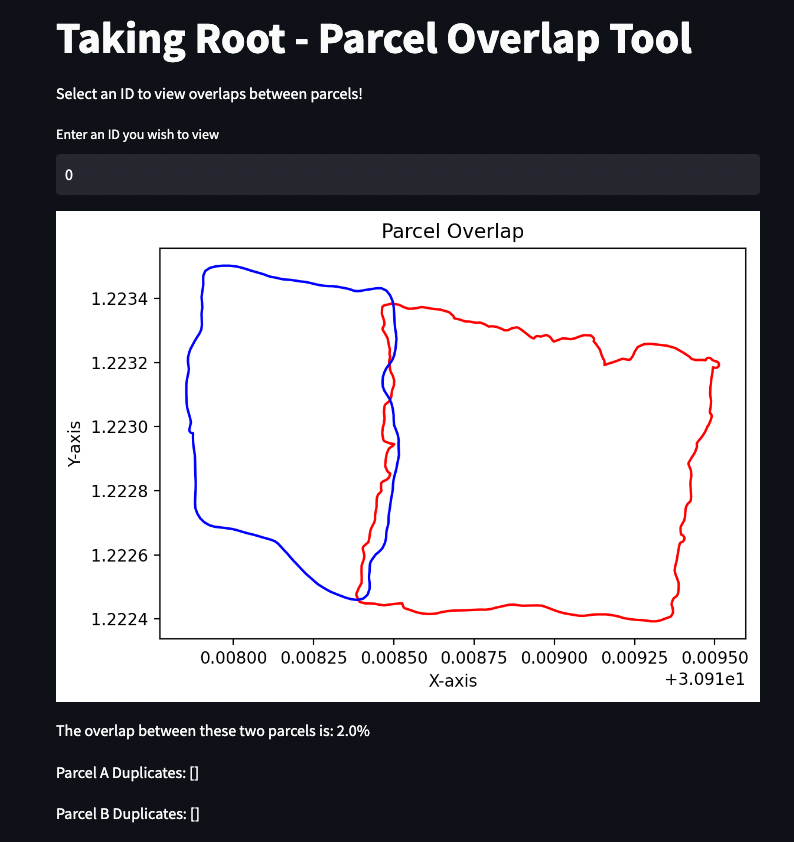 Taking Root - Parcel Overlap Tool
Select an ID to view overlaps between parcels!
Enter an ID you wish to view
0
Parcel Overlap
1.2234
1.2232
1.2230
1.2228
1.2226
1.2224
Y-axis
0.00800 0.00825 0.00850 0.00875 0.00900 0.00925 0.00950
X-axis
+3.091e1
The overlap between these two parcels is: 2.0%
Parcel A Duplicates: []
Parcel B Duplicates: []